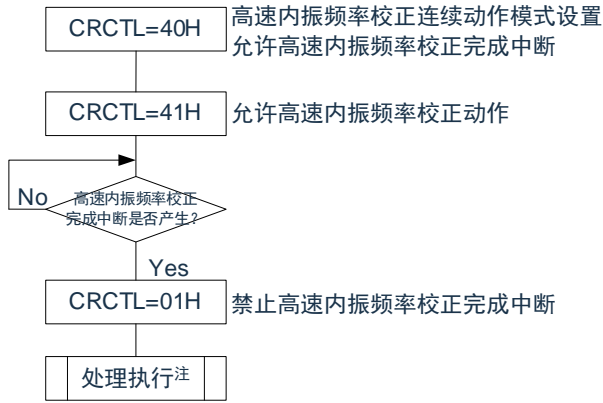 CRCTL=40H
高速内振频率校正连续动作模式设置
允许高速内振频率校正完成中断
CRCTL=41H
允许高速内振频率校正动作
No
高速内振频率校正
完成中断是否产生?
Yes
CRCTL=01H
禁止高速内振频率校正完成中断
处理执行注